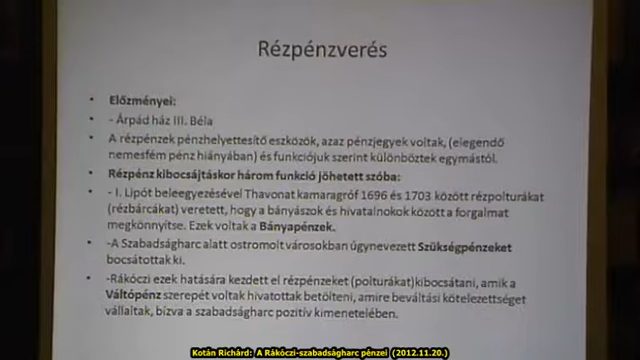 Rézpénzverés
• Előzményei:
• - Árpád ház III. Béla
• A rézpénzek pénzhelyettesítő eszközök, azaz pénzjegyek voltak, (elegendő
nemesfém pénz hiányában) és funkciójuk szerint különböztek egymástól.
• Rézpénz kibocsájtáskor három funkció jöhetett szóba:
• - I. Lipót beleegyezésével Thavonat kamaragróf 1696 és 1703 között rézpolturákat
(rézbárcákat) veretett, hogy a bányászok és hivatalnokok között a forgalmat
megkönnyítse. Ezek voltak a Bányapénzek.
• -A Szabadságharc alatt ostromolt városokban úgynevezett Szükségpénzeket
bocsátottak ki.
• -Rákóczi ezek hatására kezdett el rézpénzeket (polturákat)kibocsátani, amik a
Váltópénz szerepét voltak hivatottak betölteni, amire beváltási kötelezettséget
vállaltak, bízva a szabadságharc pozitív kimenetelében.
Kotán Richárd: A Rákóczi-szabadságharc pénzei (2012.11.20.)